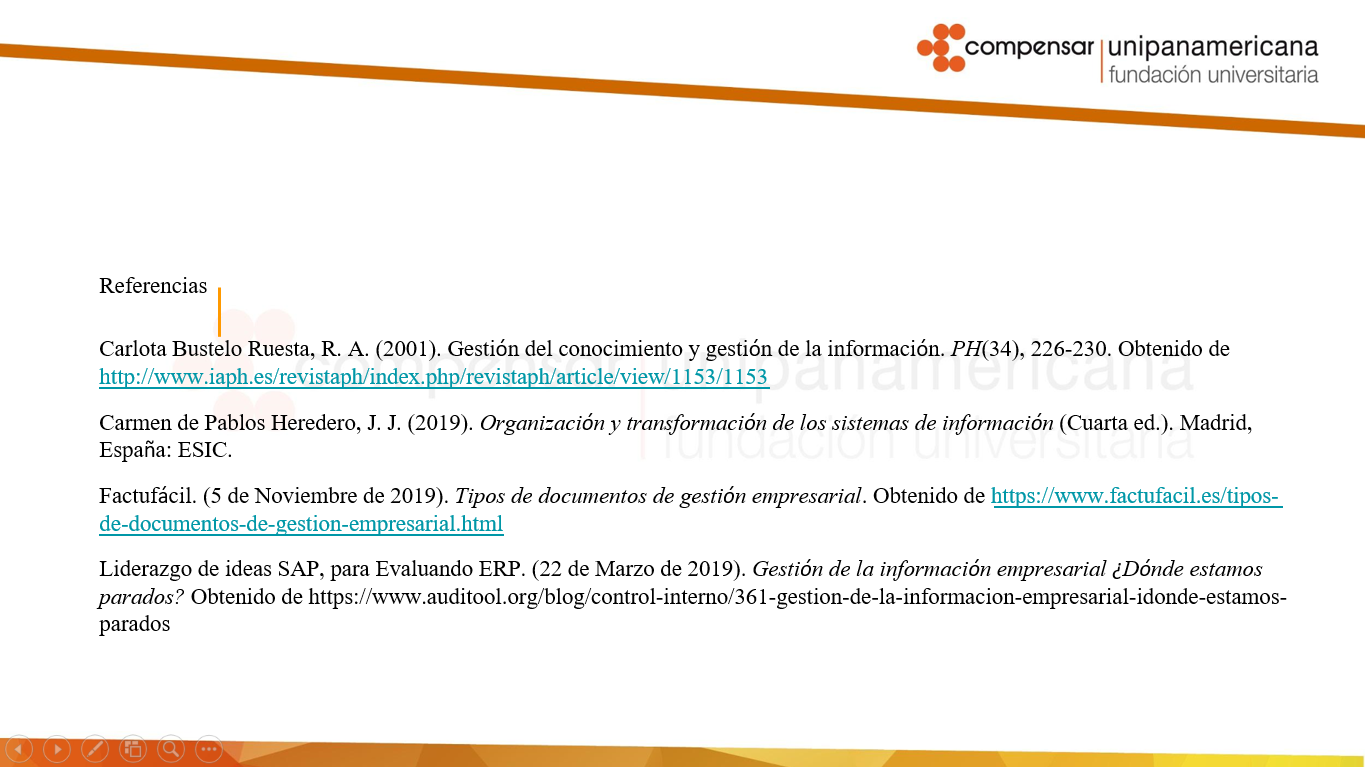 compensar unipanamericana
fundación universitaria
Referencias
Carlota Bustelo Ruesta, R. A. (2001). Gestión del conocimiento y gestión de la información. PH(34), 226-230. Obtenido de
http://www.iaph.es/revistaph/index.php/revistaph/article/view/1153/1153
Carmen de Pablos Heredero, J. J. (2019). Organización y transformación de los sistemas de información (Cuarta ed.). Madrid,
España: ESIC.
Factufácil. (5 de Noviembre de 2019). Tipos de documentos de gestión empresarial. Obtenido de https://www.factufacil.es/tipos-
de-documentos-de-gestion-empresarial.html
Liderazgo de ideas SAP, para Evaluando ERP. (22 de Marzo de 2019). Gestión de la información empresarial ¿Dónde estamos
parados? Obtenido de https://www.auditool.org/blog/control-interno/361-gestion-de-la-informacion-empresarial-idonde-estamos-
parados
compensar unipanamericana
fundación universitaria